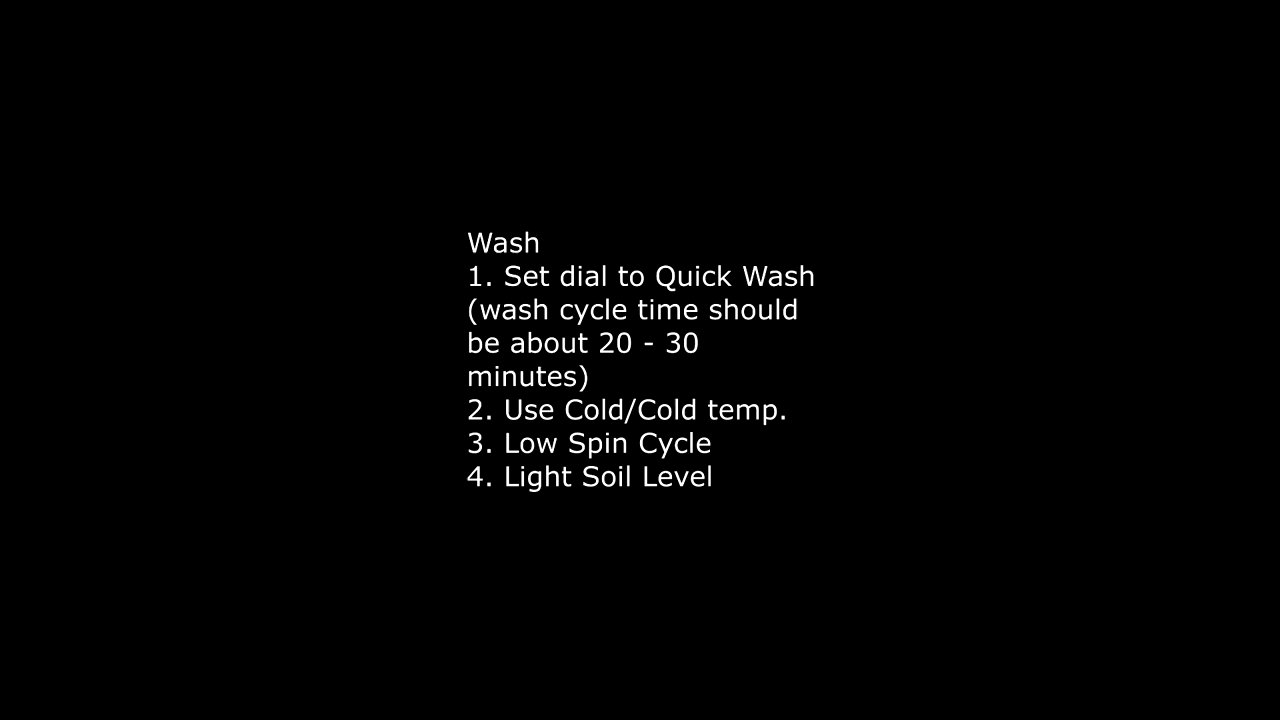 Wash
1. Set dial to Quick Wash
(wash cycle time should
be about 20 - 30
minutes)
2. Use Cold/Cold temp.
3. Low Spin Cycle
4. Light Soil Level